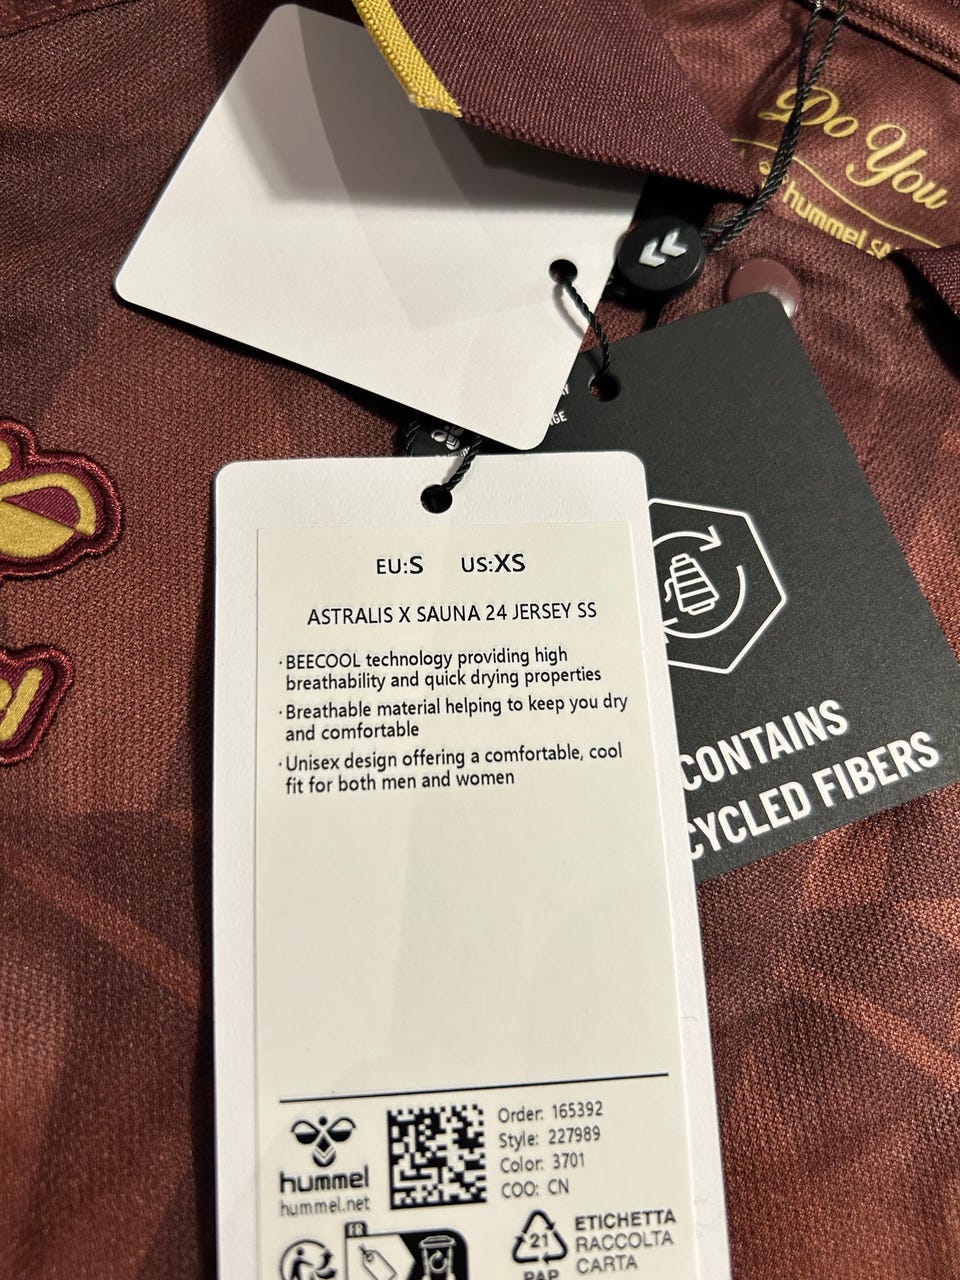 Do You
hummel
EU:S US:XS
ASTRALIS X SAUNA 24 JERSEY SS
·BEECOOL technology providing high
breathability and quick drying properties
·Breathable material helping to keep you dry
and comfortable
·Unisex design offering a comfortable, cool
fit for both men and women
CONTAINS
CYCLED FIBERS
hummel
hummel.net
Order: 165392
Style: 227989
Color: 3701
COO: CN
FR
21
PAP
ETICHETTA
RACCOLTA
CARTA